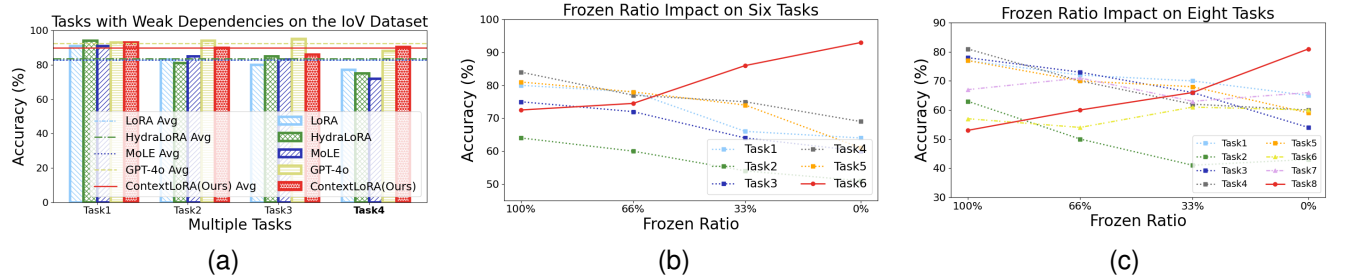 Tasks with Weak Dependencies on the IoV Dataset
100
80
60
40
20
0
Accuracy (%)
LoRA Avg
HydraLoRA Avg
MoLE Avg
GPT-4o Avg
ContextLoRA(Ours) Avg
LoRA
HydraLoRA
MoLE
GPT-4o
ContextLoRA(Ours)
Task1
Task2
Task3
Task4
Multiple Tasks
(a)
Frozen Ratio Impact on Six Tasks
100
90
80
70
60
50
Accuracy (%)
Task1
Task2
Task3
Task4
Task5
Task6
100%
66%
33%
0%
Frozen Ratio
(b)
Frozen Ratio Impact on Eight Tasks
90
80
70
60
50
40
30
Accuracy (%)
Task1
Task2
Task3
Task4
Task5
Task6
Task7
Task8
100%
66%
33%
0%
Frozen Ratio
(c)